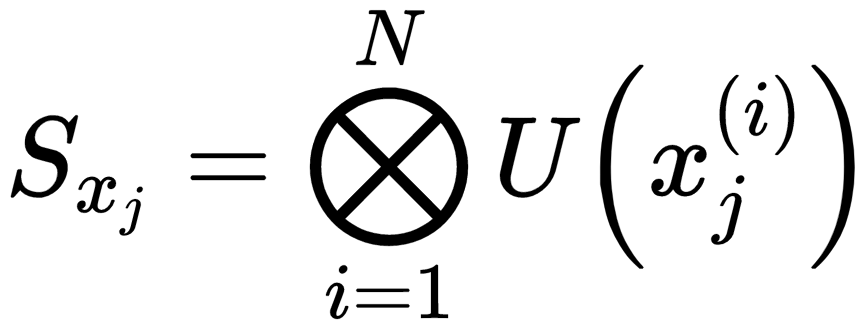 $S_{x_j} = \bigotimes_{i=1}^{N} U\left(x_j^{(i)}\right)$